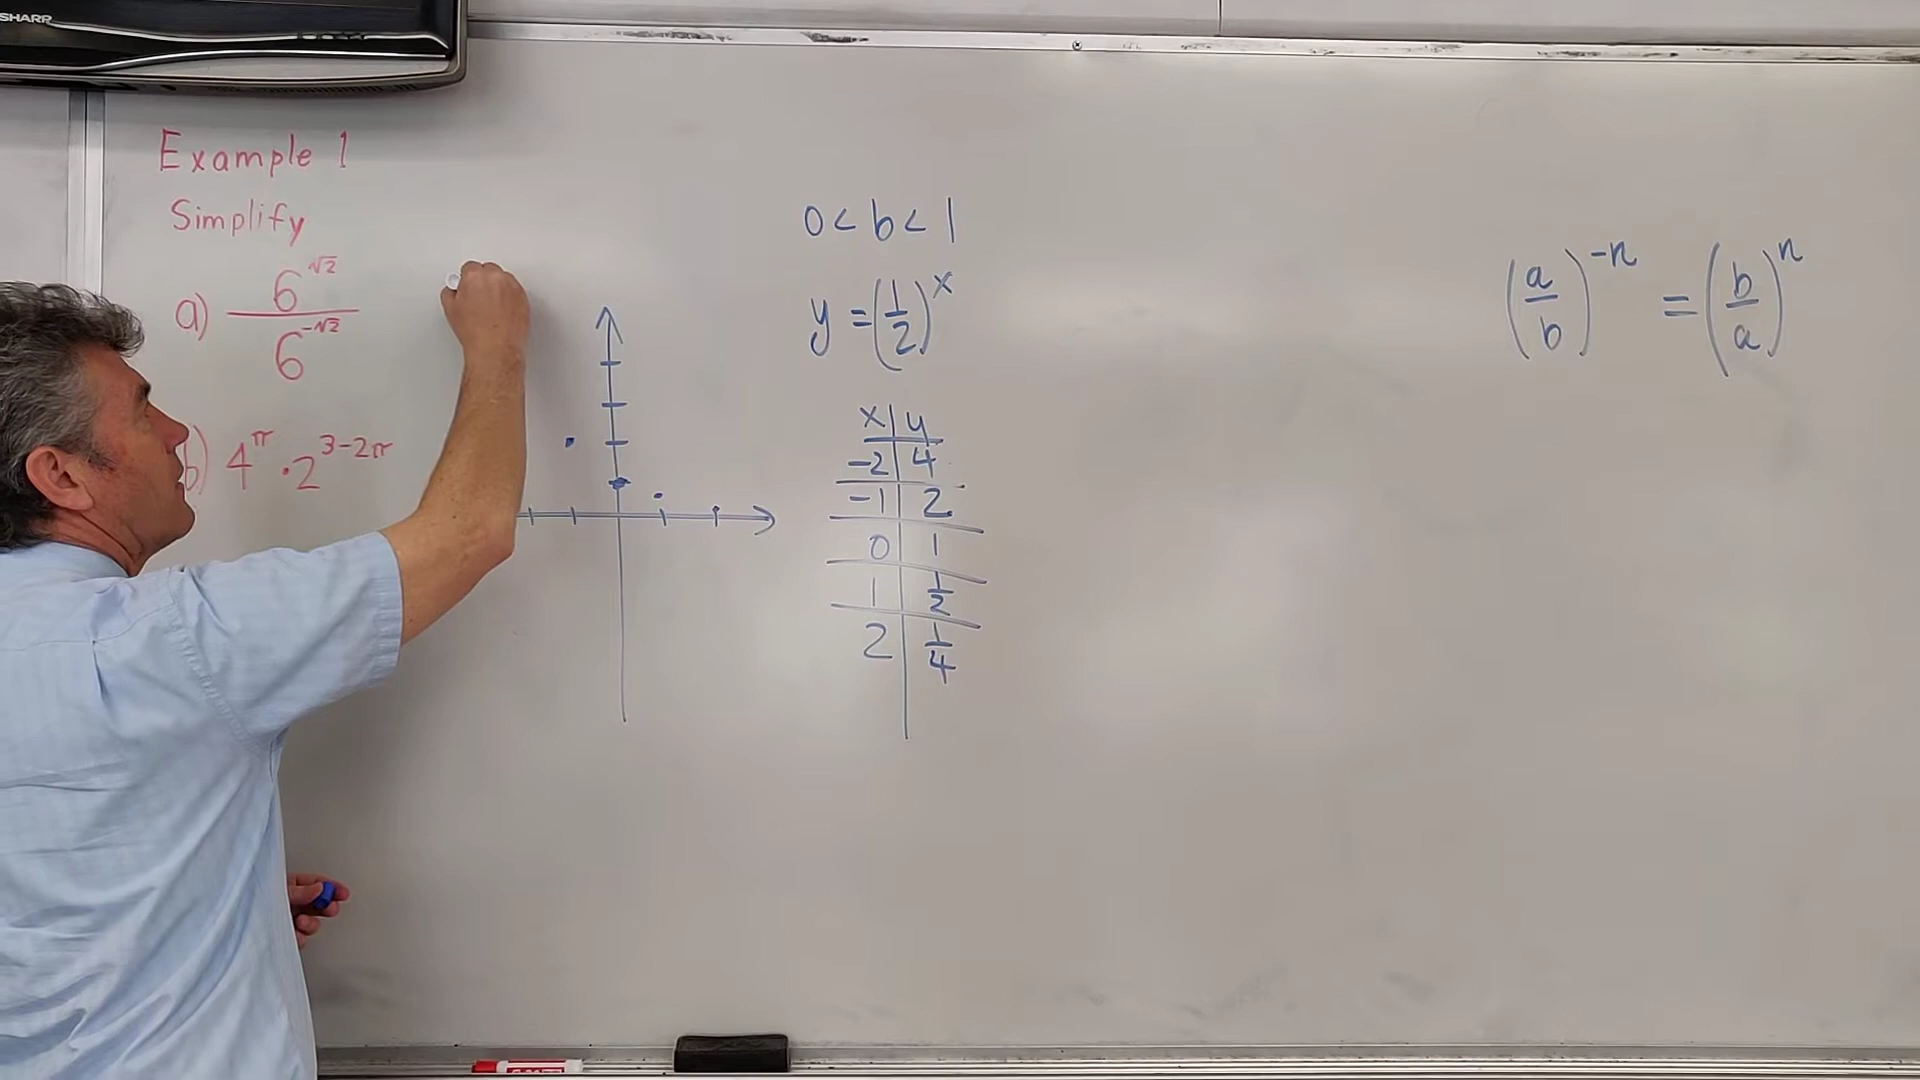 SHARP
Example 1
Simplify
a) 6^√2 / 6^-√2
b) 4^π · 2^3-2π
0 < b < 1
y = (1/2)^x
x | y
-2 | 4
-1 | 2
0 | 1
1 | 1/2
2 | 1/4
(a/b)^-n = (b/a)^n